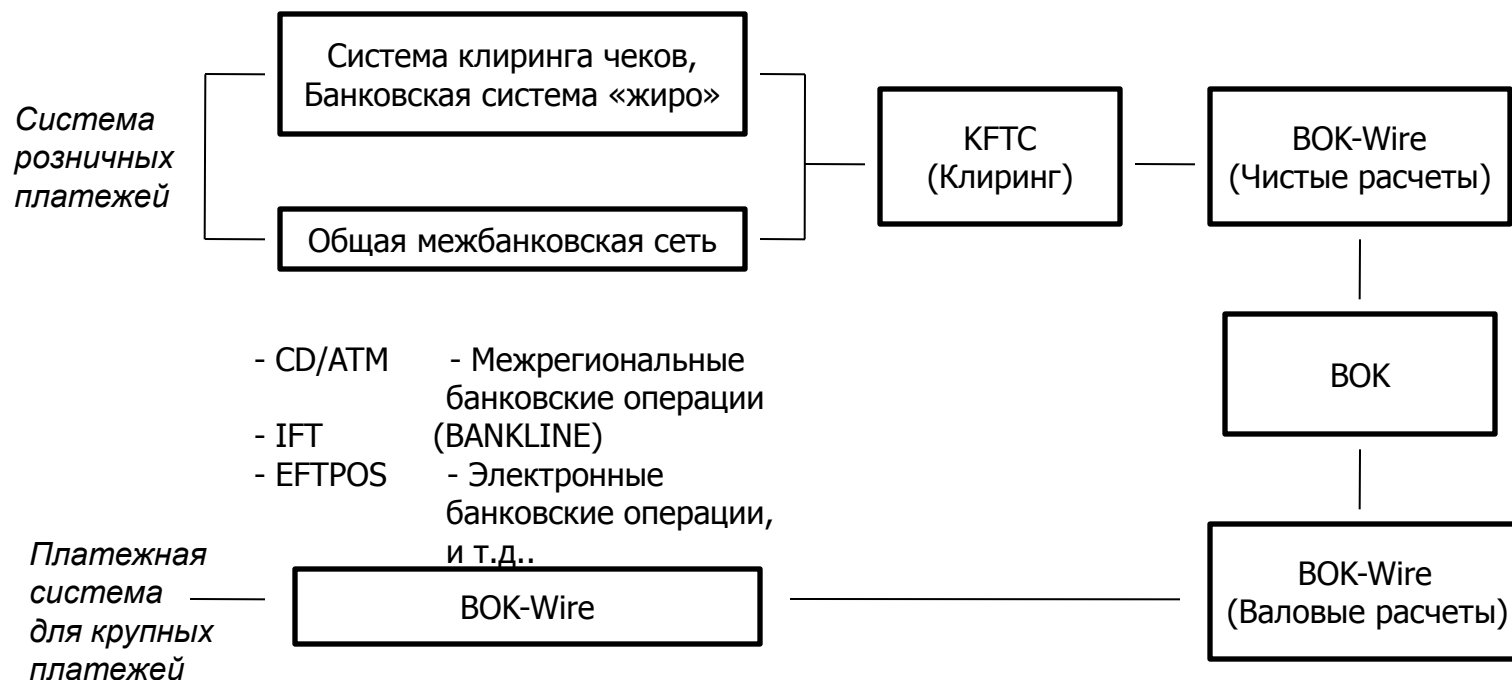 Система клиринга чеков,
Банковская система «жиро»
Система
розничных
платежей
KFTC
(Клиринг)
BOK-Wire
(Чистые расчеты)
Общая межбанковская сеть
- CD/ATM - Межрегиональные
банковские операции
- IFT (BANKLINE)
- EFTPOS - Электронные
банковские операции,
и т.д..
BOK
Платежная
система
для крупных
платежей
BOK-Wire
BOK-Wire
(Валовые расчеты)